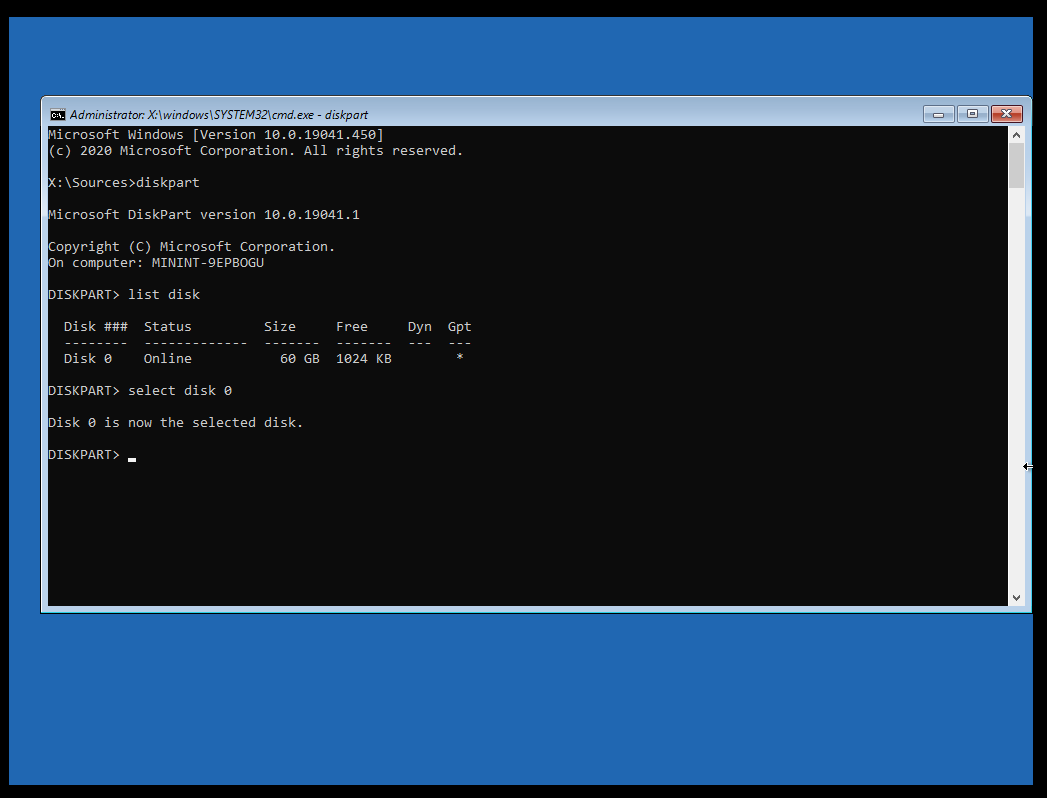 Administrator: X:\windows\SYSTEM32\cmd.exe - diskpart
Microsoft Windows [Version 10.0.19041.450]
(c) 2020 Microsoft Corporation. All rights reserved.
X:\Sources>diskpart
Microsoft DiskPart version 10.0.19041.1
Copyright (C) Microsoft Corporation.
On computer: MININT-9EPBOGU
DISKPART> list disk
Disk ### Status Size Free Dyn Gpt
-------- ------------- ------- ------- --- ---
Disk 0 Online 60 GB 1024 KB *
DISKPART> select disk 0
Disk 0 is now the selected disk.
DISKPART>